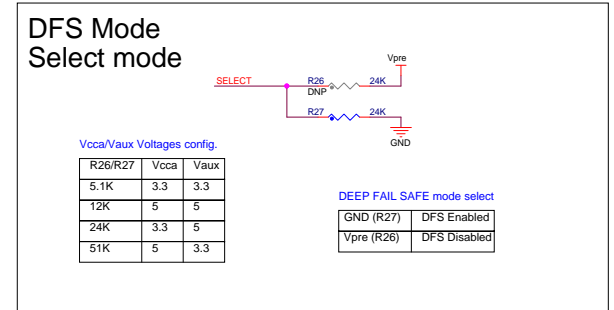 DFS Mode
Select mode
Vpre
SELECT
R26 24K
DNP
R27 24K
GND
Vcca/Vaux Voltages config.
R26/R27 Vcca Vaux
5.1K 3.3 3.3
12K 5 5
24K 3.3 5
51K 5 3.3
DEEP FAIL SAFE mode select
GND (R27) DFS Enabled
Vpre (R26) DFS Disabled